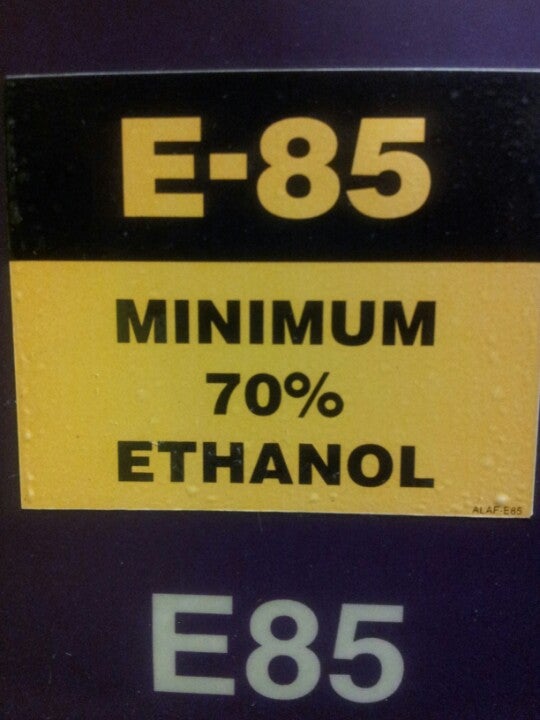 E-85
MINIMUM
70%
ETHANOL
ALAF-E85
E85